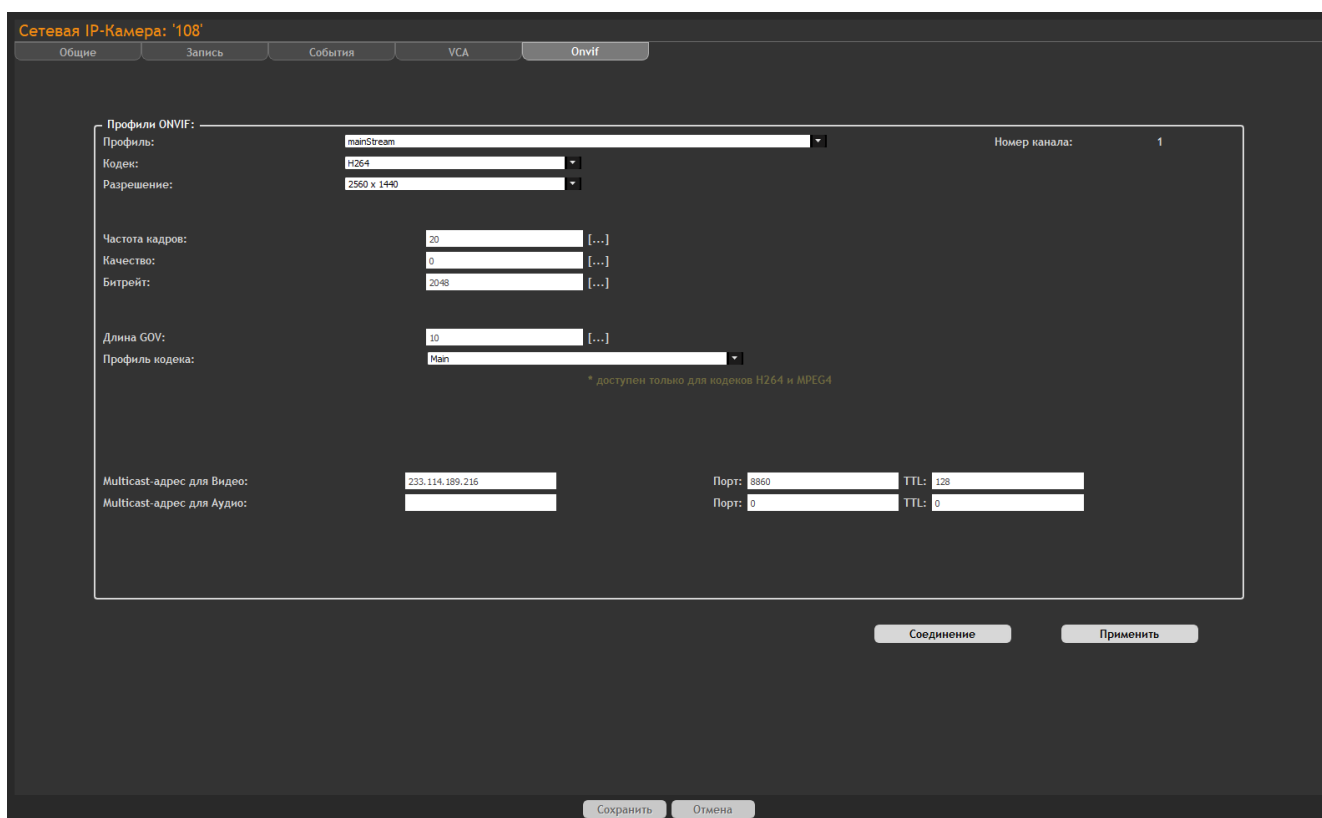 Сетевая IP-Камера: '108'
Общие Запись События VCA Onvif
Профили ONVIF:
Профиль: mainStream Номер канала: 1
Кодек: H264
Разрешение: 2560 x 1440
Частота кадров: 20 [...]
Качество: 0 [...]
Битрейт: 2048 [...]
Длина GOV: 10 [...]
Профиль кодека: Main
* доступен только для кодеков H264 и MPEG4
Multicast-адрес для Видео: 233.114.189.216 Порт: 8860 TTL: 128
Multicast-адрес для Аудио: Порт: 0 TTL: 0
Соединение Применить
Сохранить Отмена